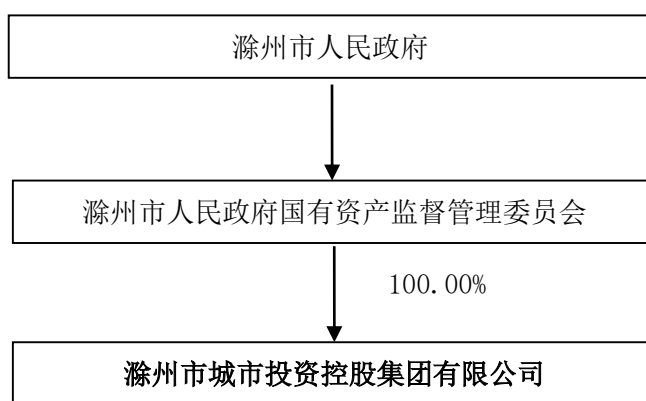 滁州市人民政府
滁州市人民政府国有资产监督管理委员会
100.00%
滁州市城市投资控股集团有限公司